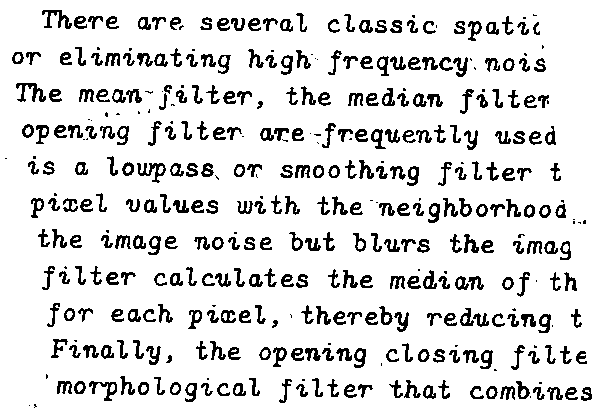 There are several classic spatic
or eliminating high frequency nois
The mean filter, the median filter
opening filter are frequently used
is a lowpass or smoothing filter t
pixel values with the neighborhood
the image noise but blurs the imag
filter calculates the median of th
for each pixel, thereby reducing t
Finally, the opening closing filte
morphological filter that combines